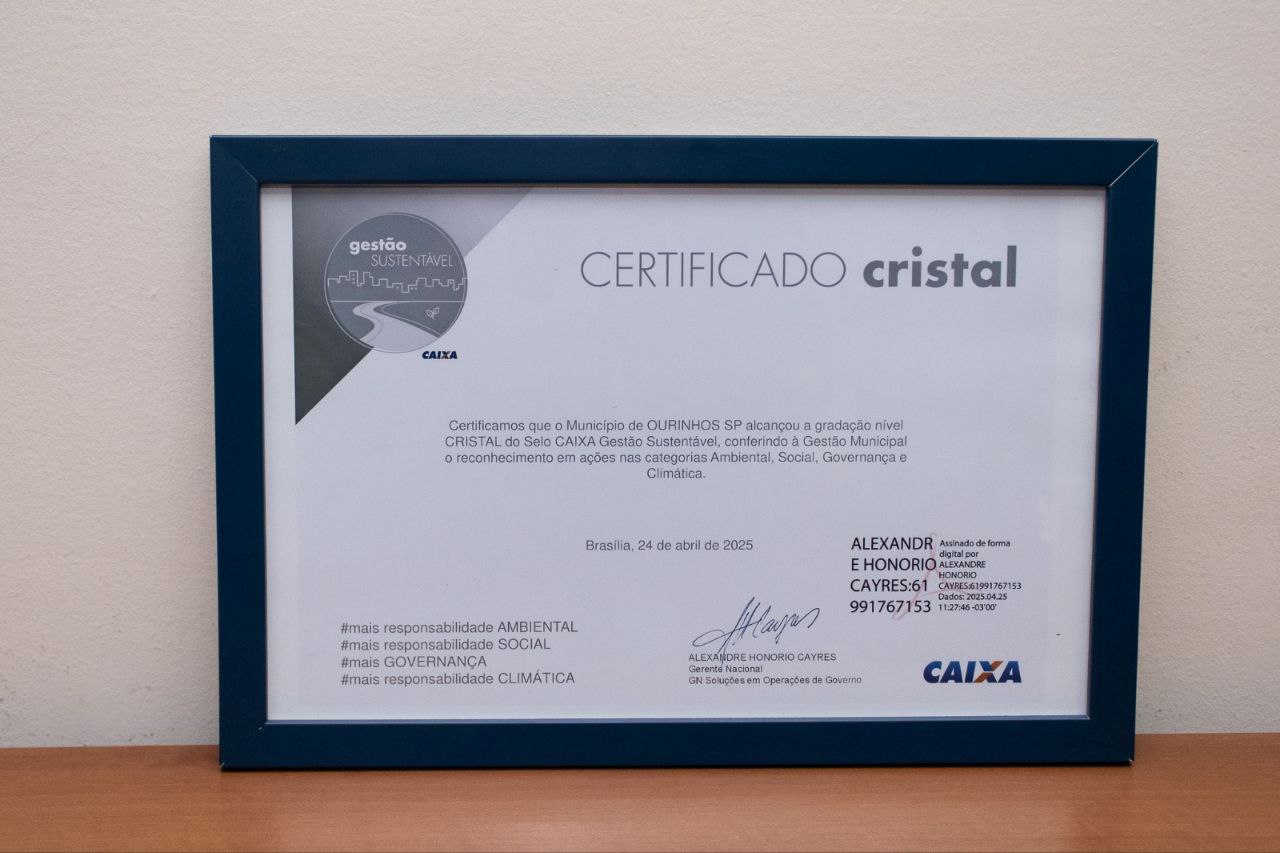 gestão
SUSTENTÁVEL
CAIXA
CERTIFICADO cristal
Certificamos que o Município de OURINHOS SP alcançou a gradação nível
CRISTAL do Selo CAIXA Gestão Sustentável, conferindo à Gestão Municipal
o reconhecimento em ações nas categorias Ambiental, Social, Governança e
Climática.
Brasília, 24 de abril de 2025
ALEXANDR
E HONORIO
CAYRES:61
991767153
Assinado de forma
digital por
ALEXANDRE
HONORIO
CAYRES:61991767153
Dados: 2025.04.25
11:27:46 -03'00'
#mais responsabilidade AMBIENTAL
#mais responsabilidade SOCIAL
#mais GOVERNANÇA
#mais responsabilidade CLIMÁTICA
ALEXANDRE HONORIO CAYRES
Gerente Nacional
GN Soluções em Operações de Governo
CAIXA